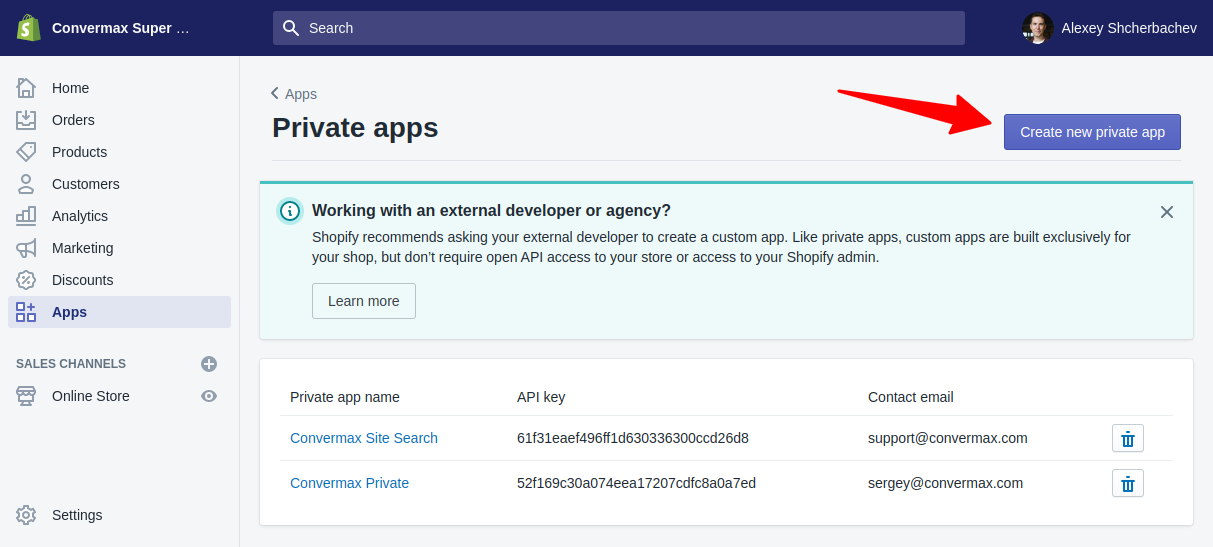 Convermax Super ...
Search
Alexey Shcherbachev
Home
Orders
Products
Customers
Analytics
Marketing
Discounts
Apps
SALES CHANNELS
Online Store
Settings
Apps
Private apps
Create new private app
Working with an external developer or agency?
Shopify recommends asking your external developer to create a custom app. Like private apps, custom apps are built exclusively for
your shop, but don't require open API access to your store or access to your Shopify admin.
Learn more
Private app name API key Contact email
Convermax Site Search 61f31eaef496ff1d630336300ccd26d8 support@convermax.com
Convermax Private 52f169c30a074eea17207cdfc8a0a7ed sergey@convermax.com